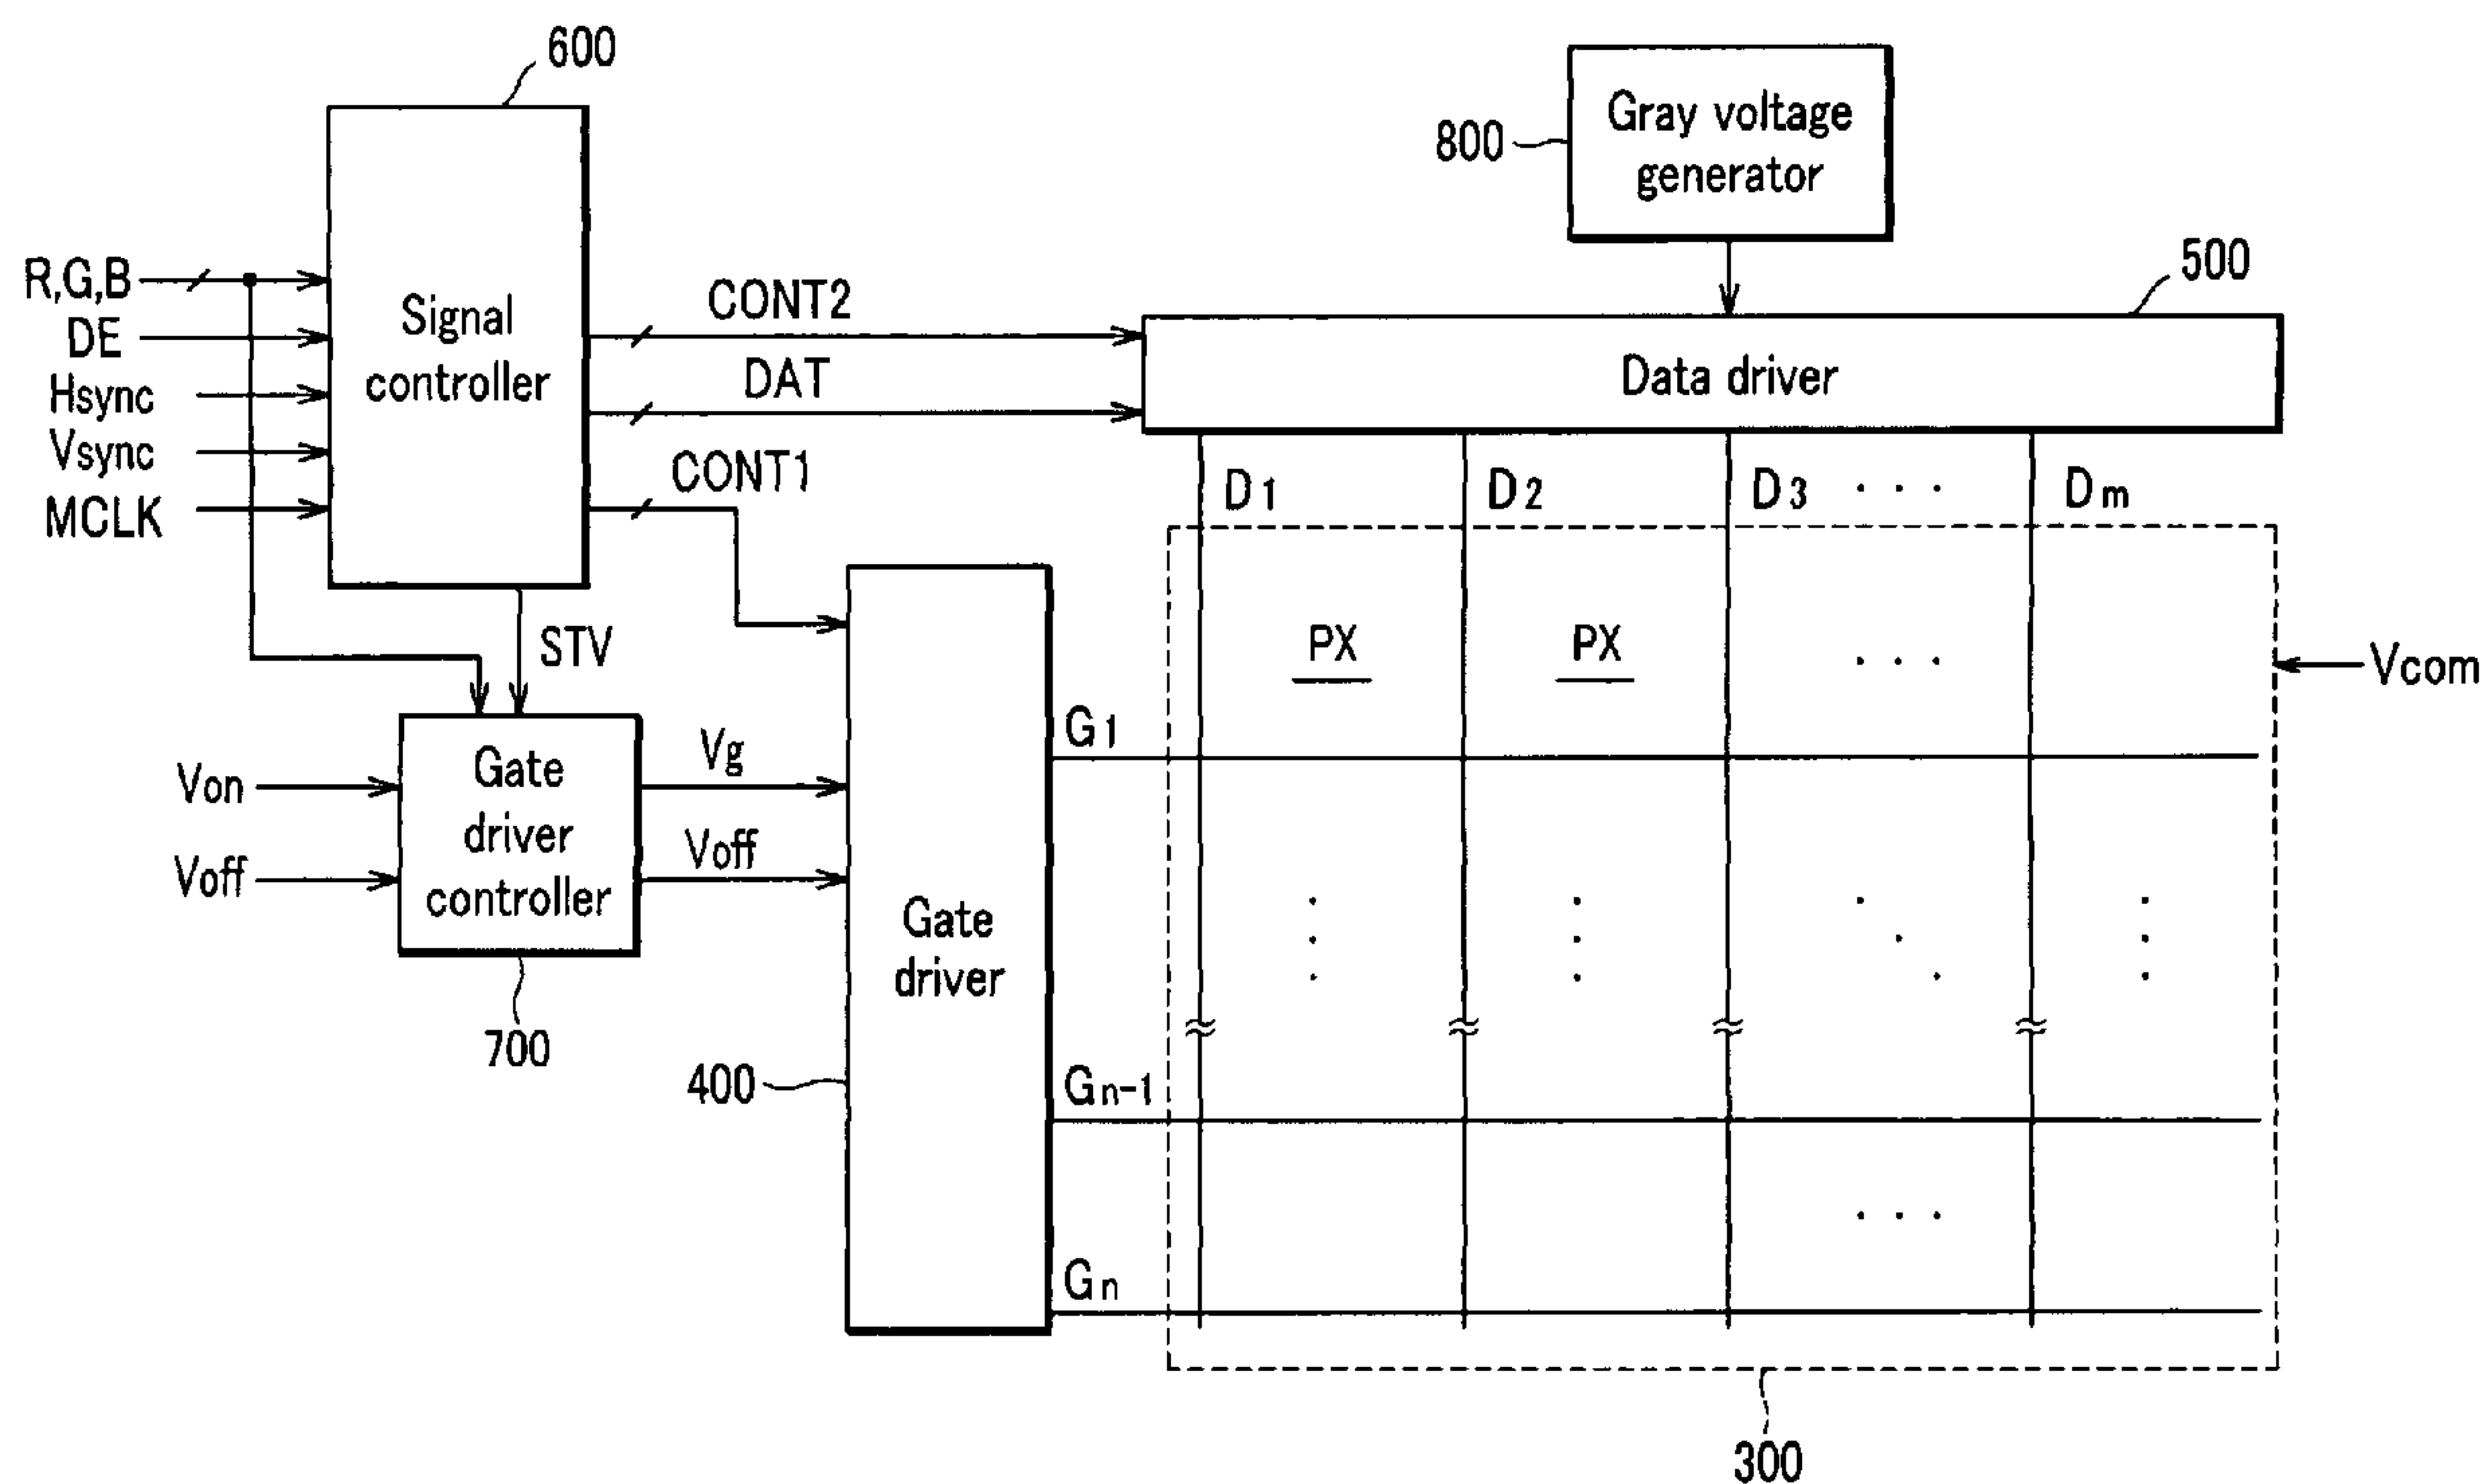 600
Gray voltage
generator
800
500
R,G,B
DE
Hsync
Vsync
MCLK
Signal
controller
CONT2
DAT
CONT1
Data driver
D1
D2
D3
. . .
Dm
STV
PX
PX
. . .
Vcom
Von
Voff
Gate
driver
controller
Vg
Voff
700
Gate
driver
400
G1
Gn-1
Gn
. . .
300